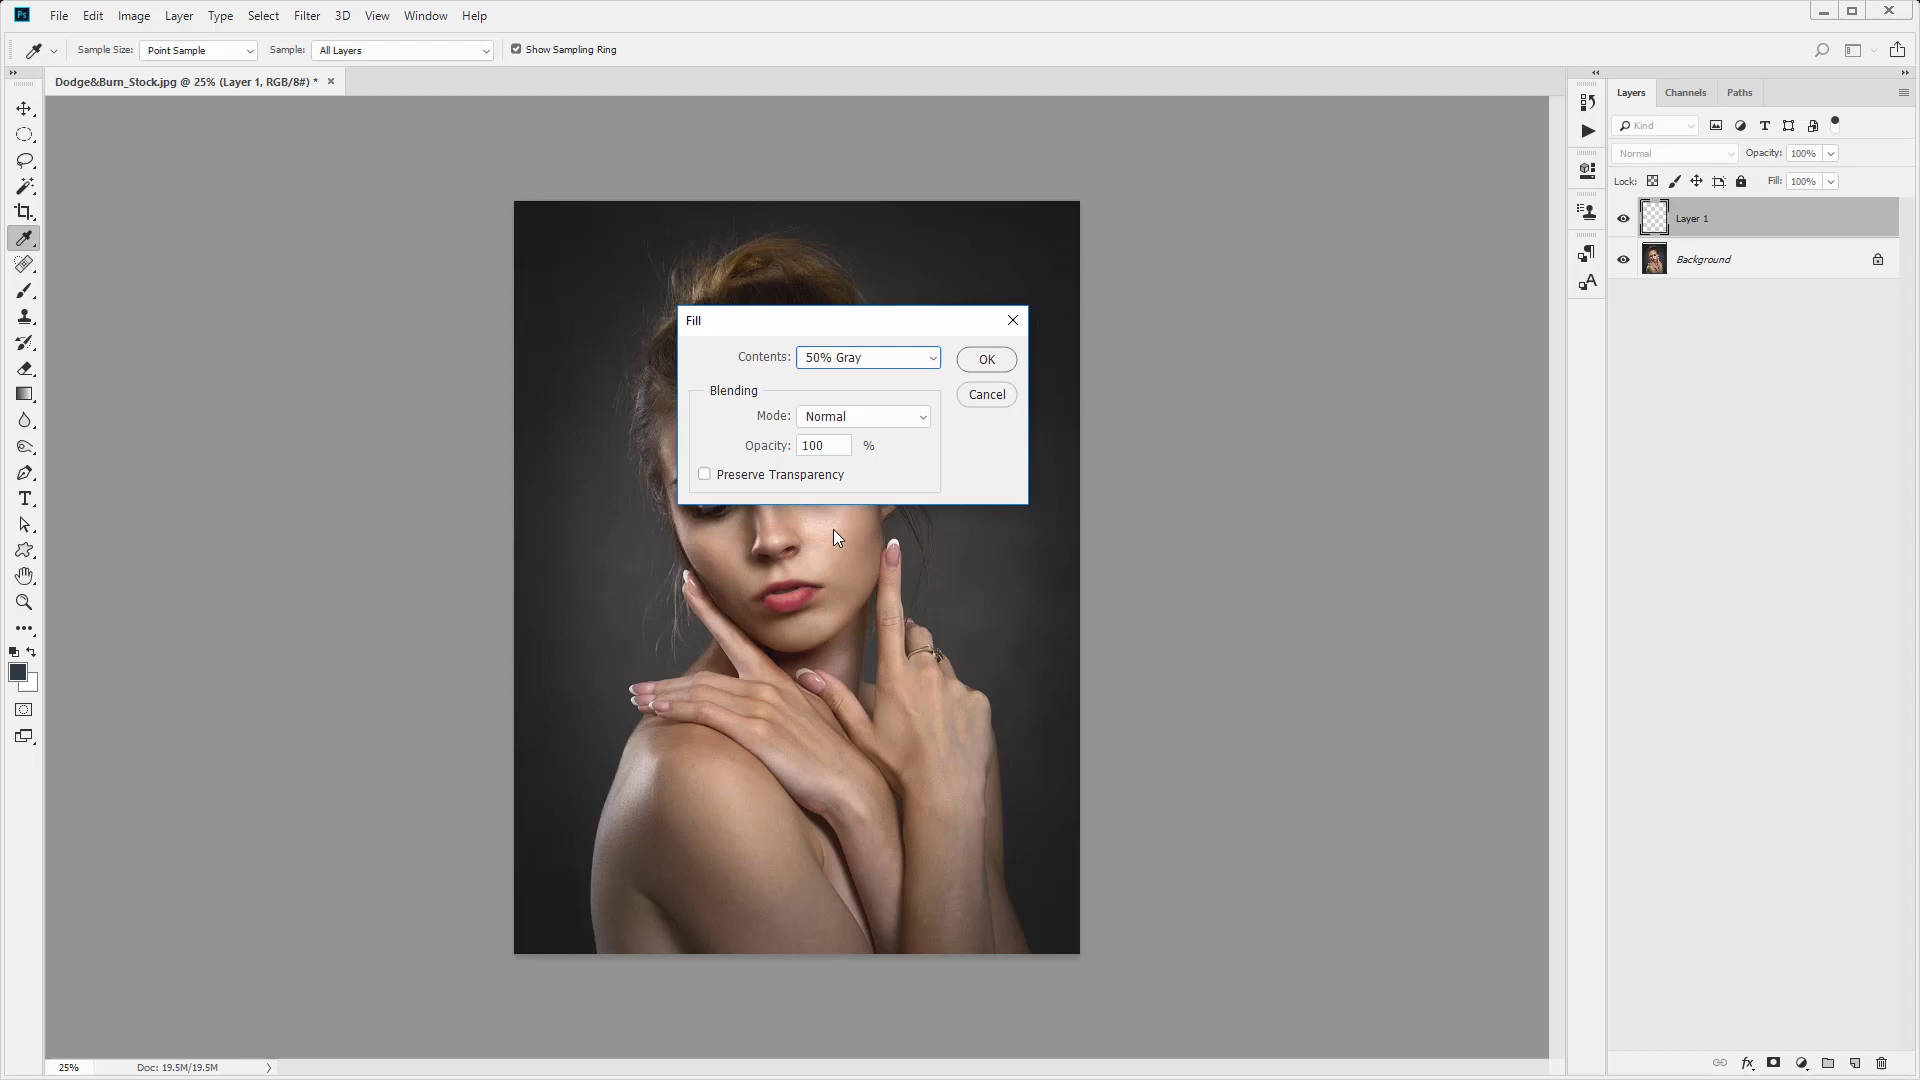 Ps File Edit Image Layer Type Select Filter 3D View Window Help
Sample Size: Point Sample Sample: All Layers Show Sampling Ring
Dodge&Burn_Stock.jpg @ 25% (Layer 1, RGB/8#) *
Layers Channels Paths
Kind
Normal Opacity: 100%
Lock: Fill: 100%
Layer 1
Background
Fill
Contents: 50% Gray OK
Blending
Cancel
Mode: Normal
Opacity: 100 %
Preserve Transparency
25% Doc: 19.5M/19.5M
fx